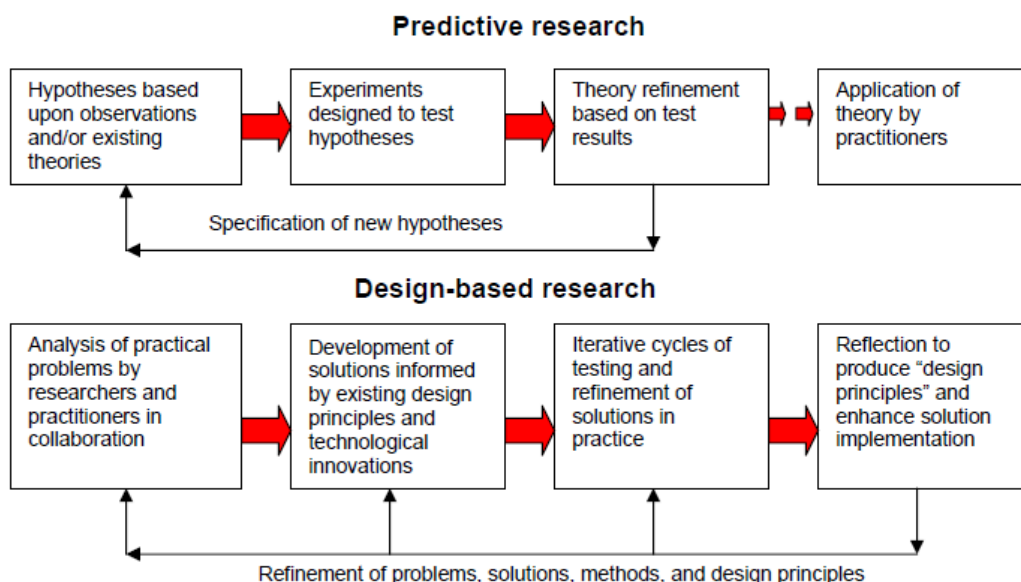 Predictive research
Hypotheses based
upon observations
and/or existing
theories
Experiments
designed to test
hypotheses
Theory refinement
based on test
results
Application of
theory by
practitioners
Specification of new hypotheses
Design-based research
Analysis of practical
problems by
researchers and
practitioners in
collaboration
Development of
solutions informed
by existing design
principles and
technological
innovations
Iterative cycles of
testing and
refinement of
solutions in
practice
Reflection to
produce “design
principles” and
enhance solution
implementation
Refinement of problems, solutions, methods, and design principles